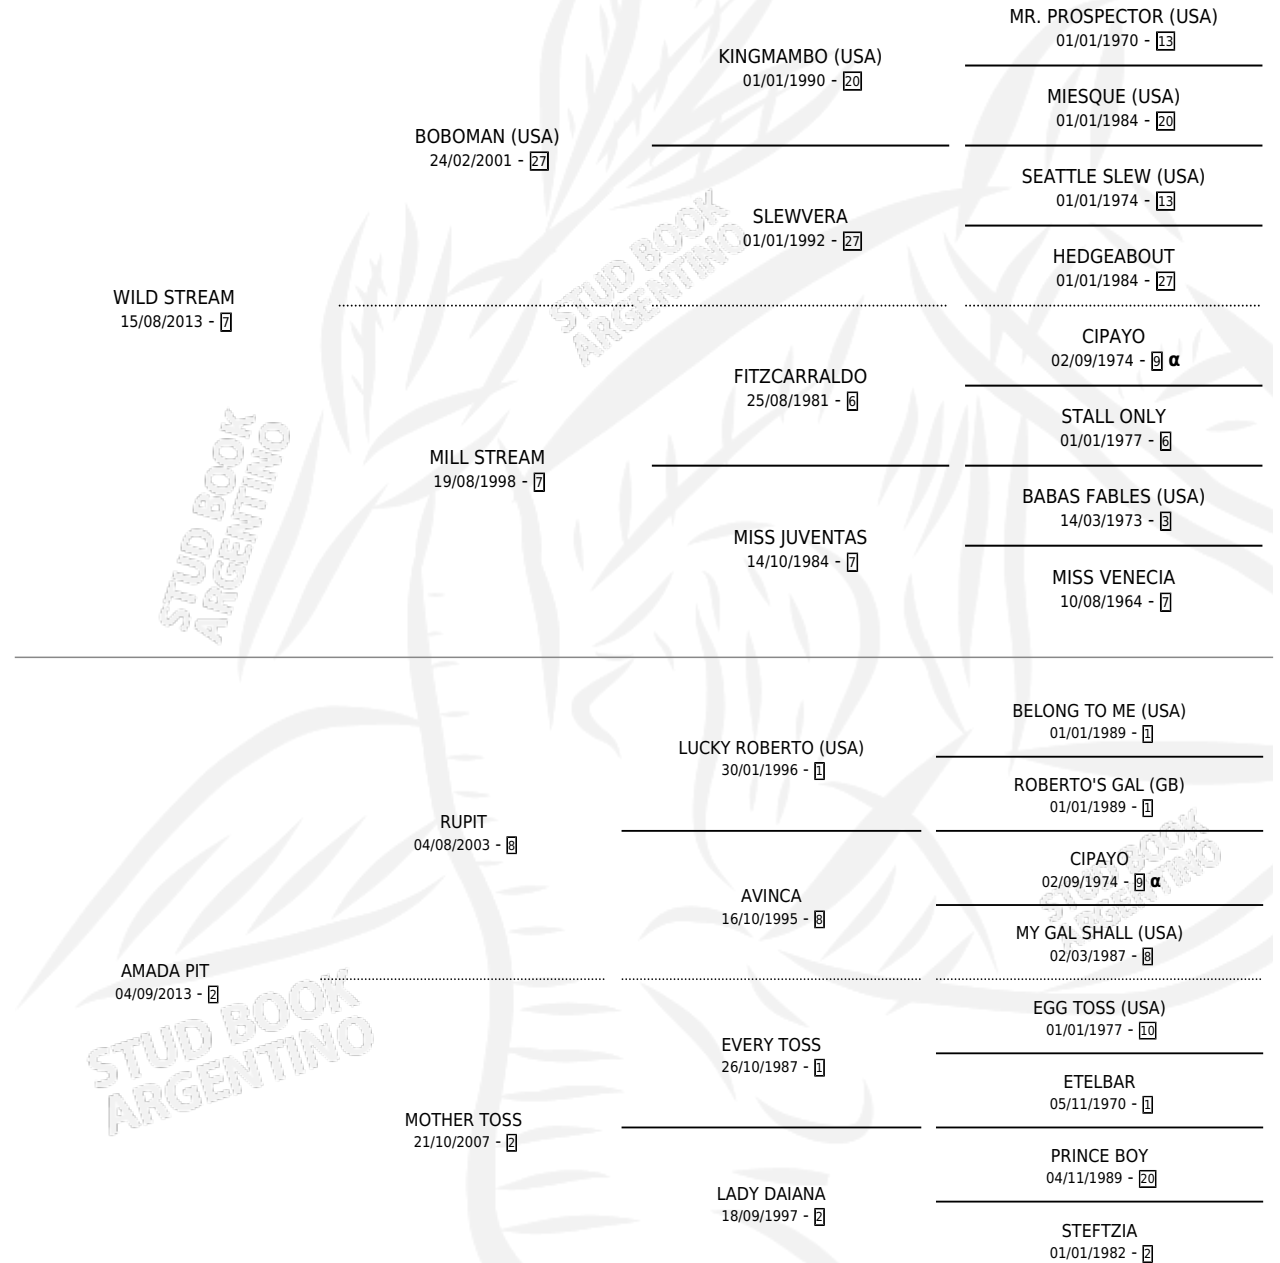 MR. PROSPECTOR (USA)
01/01/1970 - 13
KINGMAMBO (USA)
01/01/1990 - 20
MIESQUE (USA)
01/01/1984 - 20
BOBOMAN (USA)
24/02/2001 - 27
SEATTLE SLEW (USA)
01/01/1974 - 13
SLEWVERA
01/01/1992 - 27
HEDGEABOUT
01/01/1984 - 27
STUD BOOK
ARGENTINO
WILD STREAM
15/08/2013 - 7
CIPAYO
02/09/1974 - 9 α
FITZCARRALDO
25/08/1981 - 6
STALL ONLY
01/01/1977 - 6
MILL STREAM
19/08/1998 - 7
BABAS FABLES (USA)
14/03/1973 - 3
MISS JUVENTAS
14/10/1984 - 7
MISS VENECIA
10/08/1964 - 7
STUD BOOK
ARGENTINO
BELONG TO ME (USA)
01/01/1989 - 1
LUCKY ROBERTO (USA)
30/01/1996 - 1
ROBERTO'S GAL (GB)
01/01/1989 - 1
RUPIT
04/08/2003 - 8
CIPAYO
02/09/1974 - 9 α
AVINCA
16/10/1995 - 8
MY GAL SHALL (USA)
02/03/1987 - 8
STUD BOOK
ARGENTINO
AMADA PIT
04/09/2013 - 2
EGG TOSS (USA)
01/01/1977 - 10
EVERY TOSS
26/10/1987 - 1
ETELBAR
05/11/1970 - 1
MOTHER TOSS
21/10/2007 - 2
PRINCE BOY
04/11/1989 - 20
LADY DAIANA
18/09/1997 - 2
STEFTZIA
01/01/1982 - 2
STUD BOOK
ARGENTINO